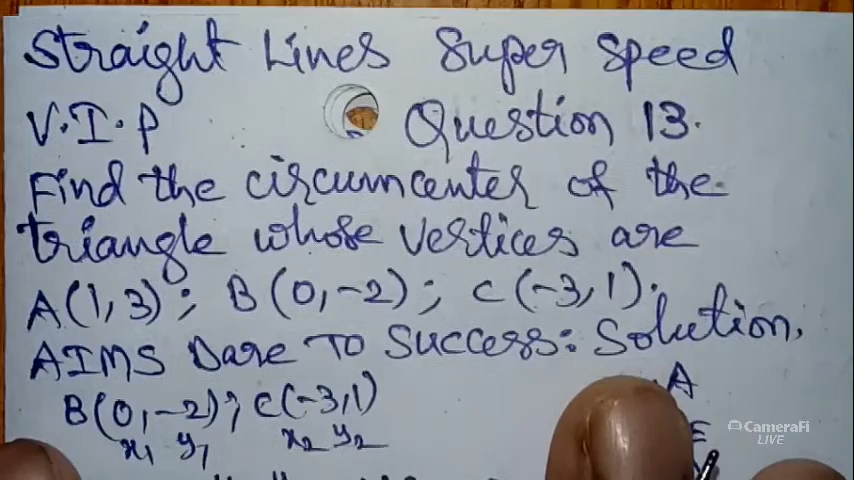 Straight Lines Super Speed
V.I.P Question 13.
Find the circumcenter of the
triangle whose vertices are
A(1,3); B(0,-2); C(-3,1).
AIMS Dare To Success: Solution,
B(0,-2); C(-3,1) A
x1 y1 x2 y2 E
CameraFi
LIVE